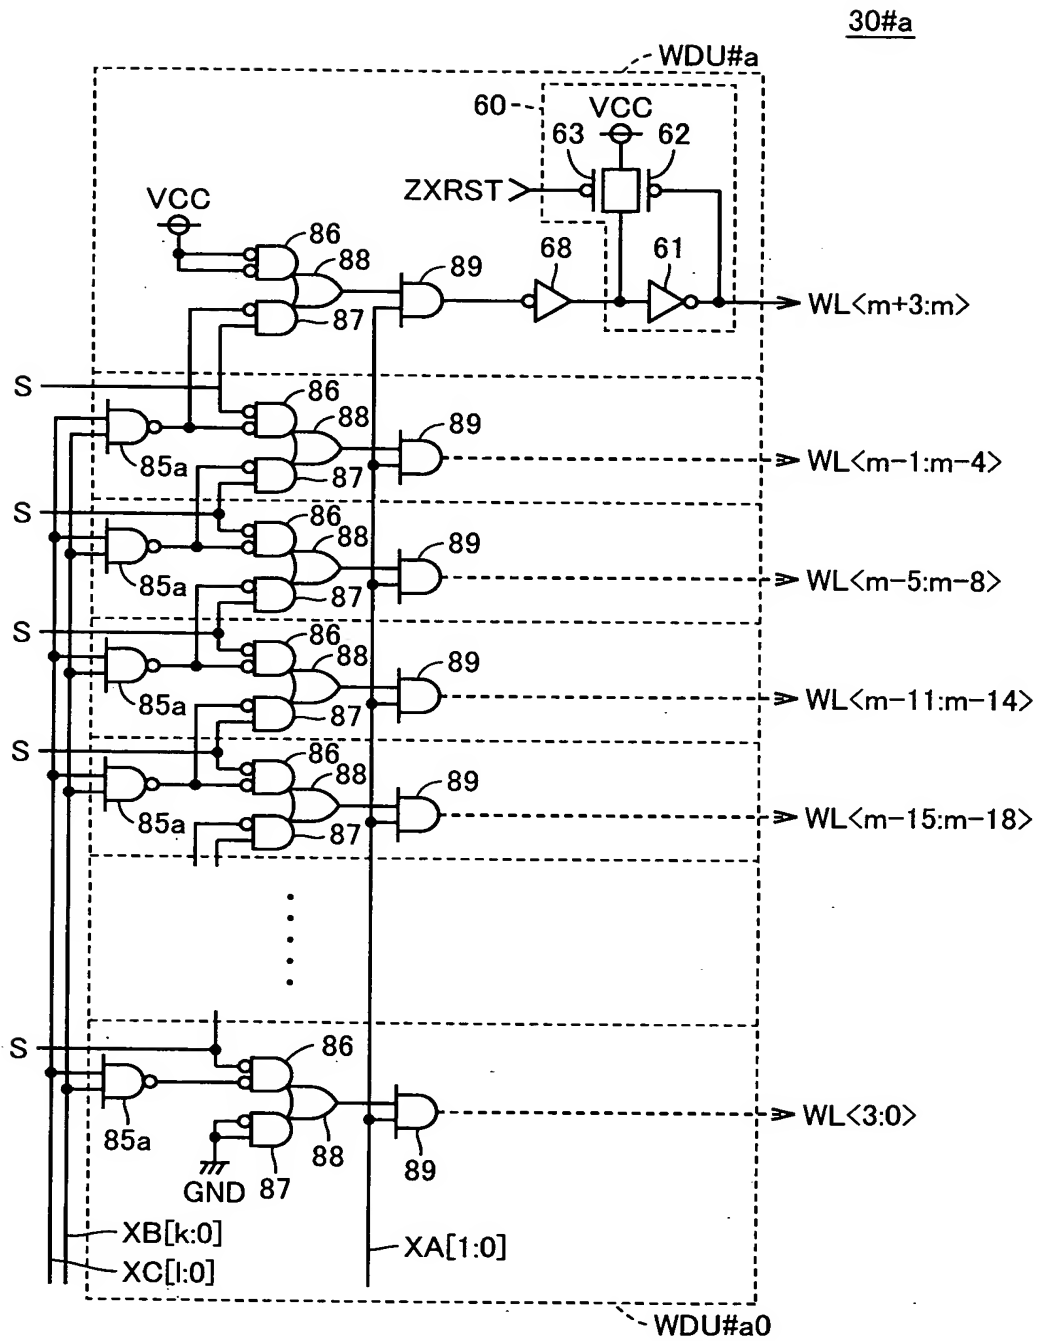 30#a
WDU#a
60
VCC
63
62
ZXRST
VCC
86
88
89
68
61
87
WL<m+3:m>
S
86
88
89
85a
87
WL<m-1:m-4>
S
86
88
89
85a
87
WL<m-5:m-8>
S
86
88
89
85a
87
WL<m-11:m-14>
S
86
88
89
85a
87
WL<m-15:m-18>
S
86
85a
88
89
WL<3:0>
GND
87
XB[k:0]
XA[1:0]
XC[l:0]
WDU#a0